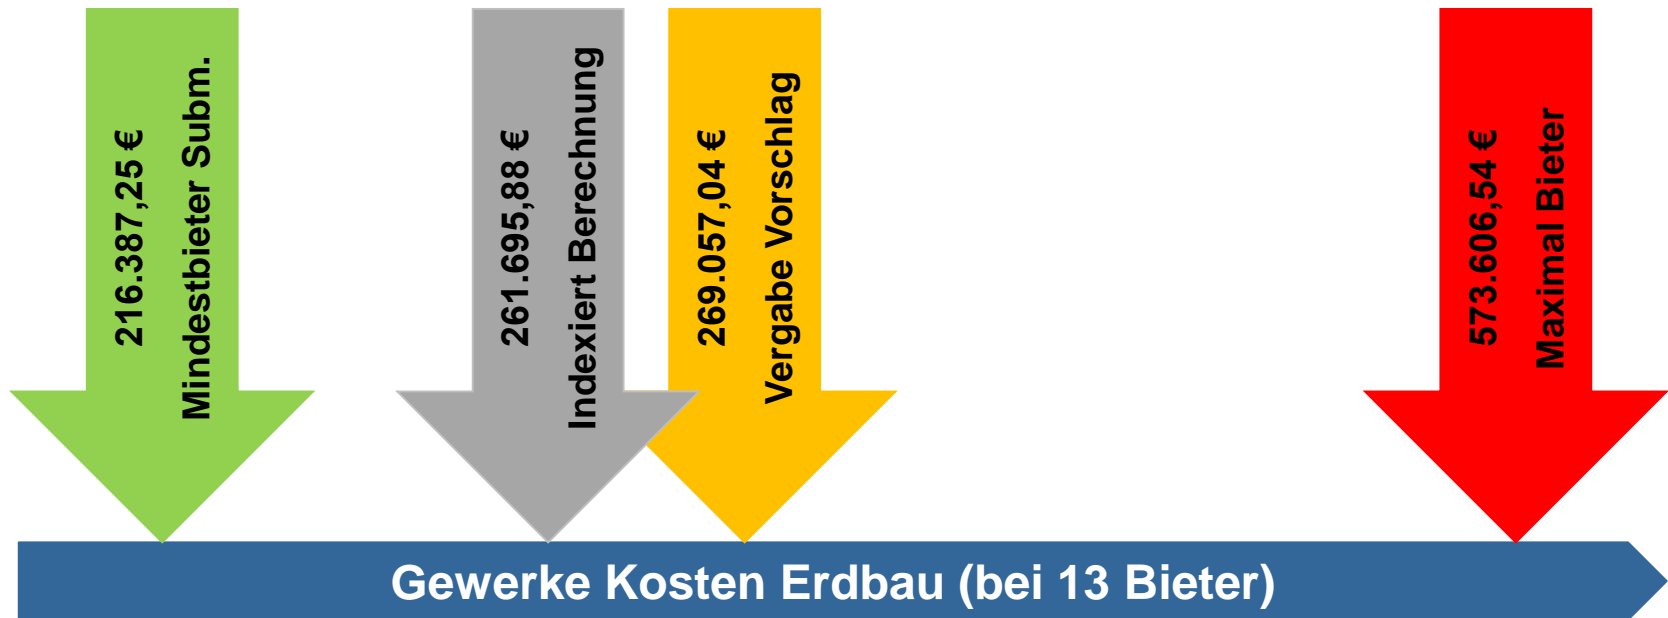 216.387,25 €
Mindestbieter Subm.
261.695,88 €
Indexiert Berechnung
269.057,04 €
Vergabe Vorschlag
573.606,54 €
Maximal Bieter
Gewerke Kosten Erdbau (bei 13 Bieter)